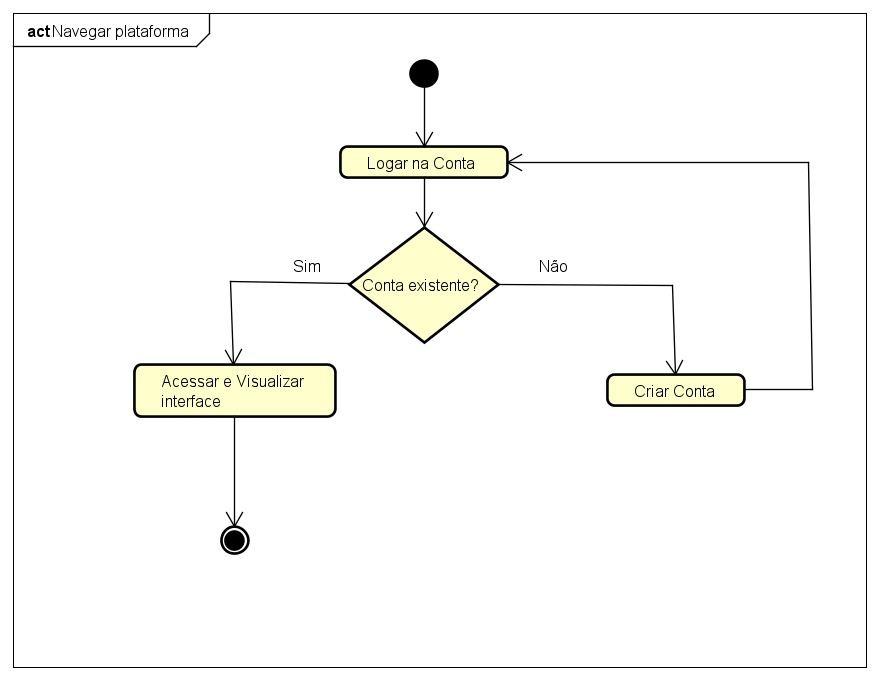 act Navegar plataforma
Logar na Conta
Sim
Não
Conta existente?
Acessar e Visualizar
interface
Criar Conta